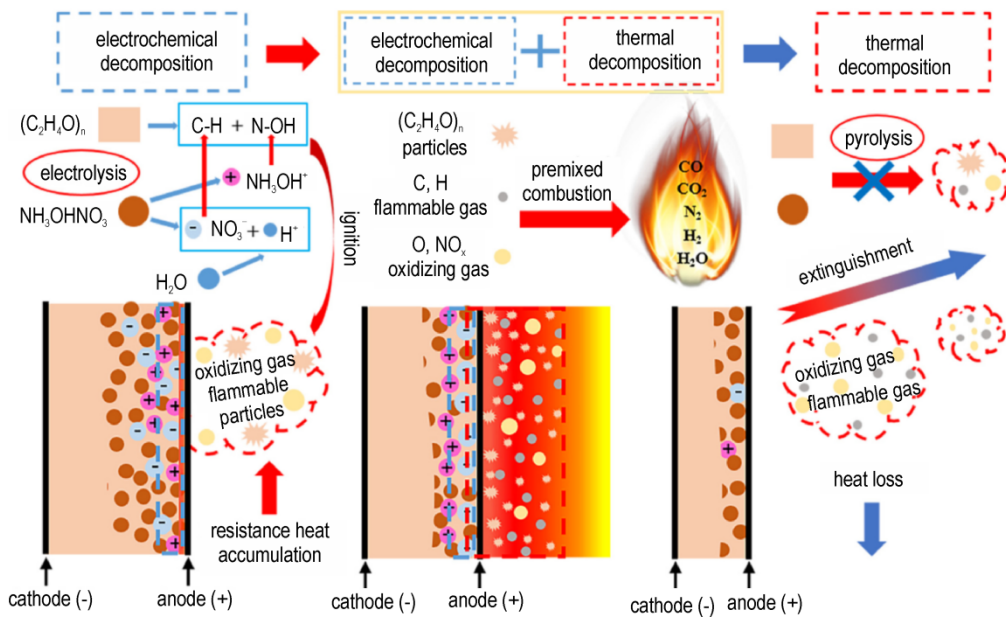 electrochemical
decomposition
electrochemical
decomposition
+
thermal
decomposition
thermal
decomposition
(C₂H₄O)ₙ
C-H + N-OH
electrolysis
+ NH₃OH⁺
NH₃OHNO₃
- NO₃⁻ + H⁺
H₂O
ignition
oxidizing gas
flammable
particles
resistance heat
accumulation
cathode (-)
anode (+)
(C₂H₄O)ₙ
particles
C, H
flammable gas
O, NOₓ
oxidizing gas
premixed
combustion
CO
CO₂
N₂
H₂
H₂O
cathode (-)
anode (+)
pyrolysis
extinguishment
oxidizing gas
flammable gas
heat loss
cathode (-)
anode (+)